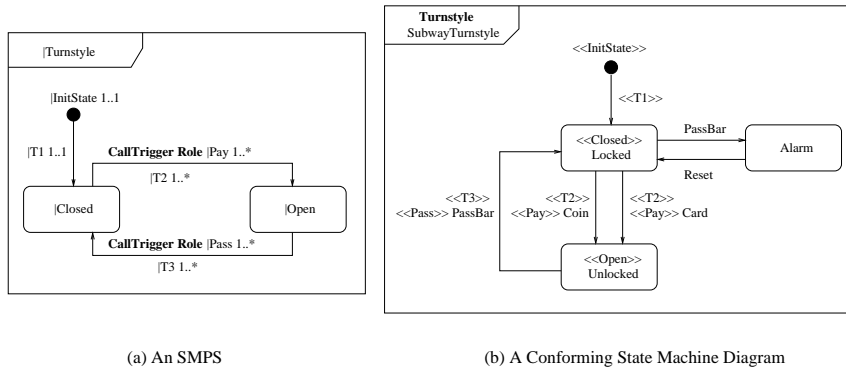 |Turnstyle
|InitState 1..1
|T1 1..1
CallTrigger Role |Pay 1..*
|T2 1..*
|Closed
|Open
CallTrigger Role |Pass 1..*
|T3 1..*
(a) An SMPS
Turnstyle
SubwayTurnstyle
<<InitState>>
<<T1>>
<<Closed>>
Locked
PassBar
Alarm
Reset
<<T3>>
<<Pass>> PassBar
<<T2>>
<<Pay>> Coin
<<T2>>
<<Pay>> Card
<<Open>>
Unlocked
(b) A Conforming State Machine Diagram